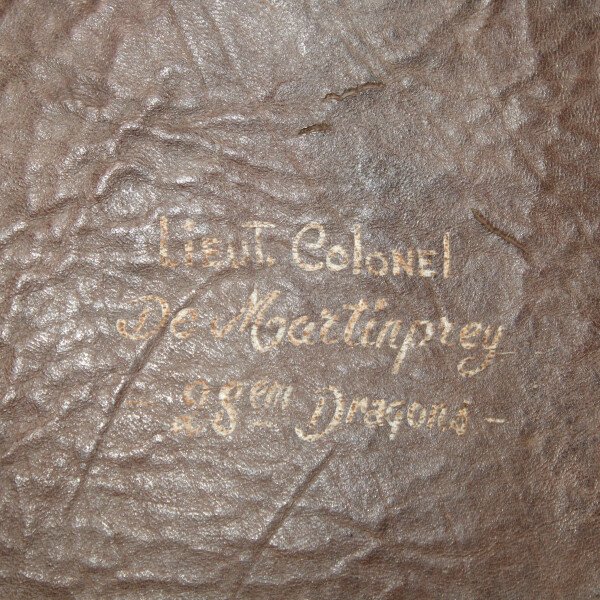 Lieut. Colonel
De Martinprey
- 28em Dragons -